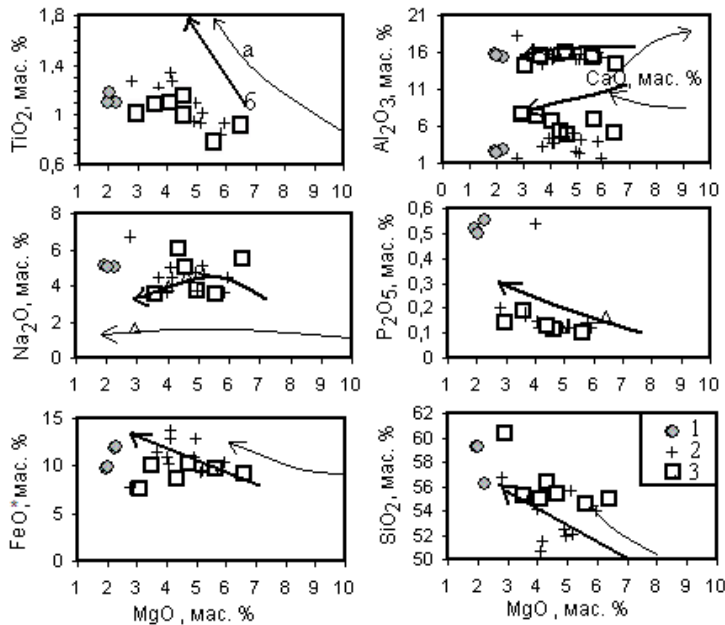 1,8
1,4
1
0,6
TiO2, мас. %
а
б
1 2 3 4 5 6 7 8 9 10
21
16
11
6
1
Al2O3, мас. %
CaO, мас. %
1 2 3 4 5 6 7 8 9 10
8
6
4
2
0
Na2O, мас. %
1 2 3 4 5 6 7 8 9 10
0,6
0,5
0,4
0,3
0,2
0,1
0
P2O5, мас. %
0 1 2 3 4 5 6 7 8 9 10
15
10
5
0
FeO*, мас. %
1 2 3 4 5 6 7 8 9 10
MgO, мас. %
62
60
58
56
54
52
50
SiO2, мас. %
1
2
3
1 2 3 4 5 6 7 8 9 10
MgO, мас. %